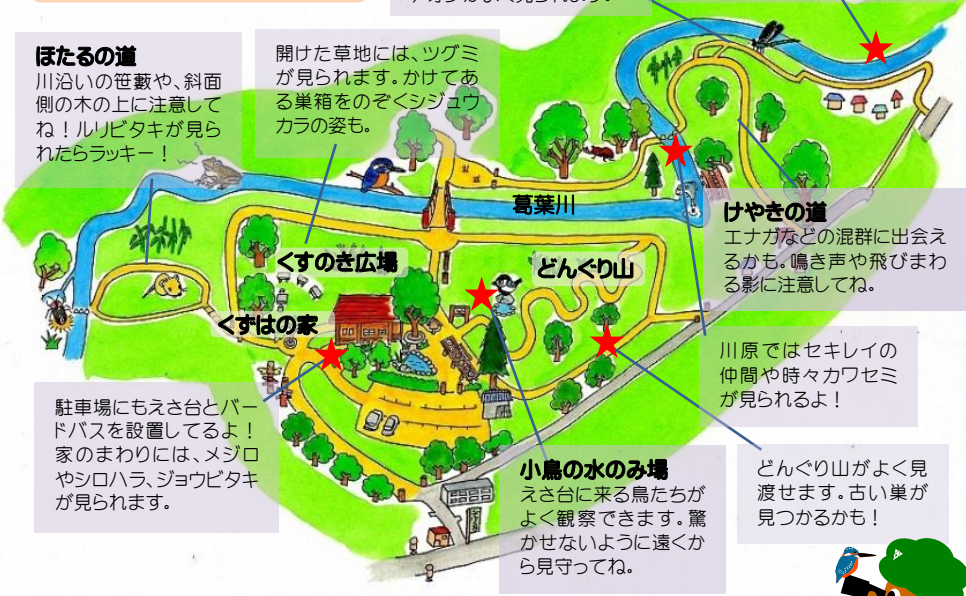 ほたるの道
川沿いの笹藪や、斜面
側の木の上に注意して
ね！ルリビタキが見ら
れたらラッキー！
開けた草地には、ツグミ
が見られます。かけてあ
る巣箱をのぞくシジュウ
カラの姿も。
葛葉川
くすのき広場
どんぐり山
くずはの家
けやきの道
エナガなどの混群に出会え
るかも。鳴き声や飛びまわ
る影に注意してね。
川原ではセキレイの
仲間や時々カワセミ
が見られるよ！
駐車場にもえさ台とバー
ドバスを設置してるよ！
家のまわりには、メジロ
やシロハラ、ジョウビタキ
が見られます。
小鳥の水のみ場
えさ台に来る鳥たちが
よく観察できます。驚
かせないように遠くか
ら見守ってね。
どんぐり山がよく見
渡せます。古い巣が
見つかるかも！